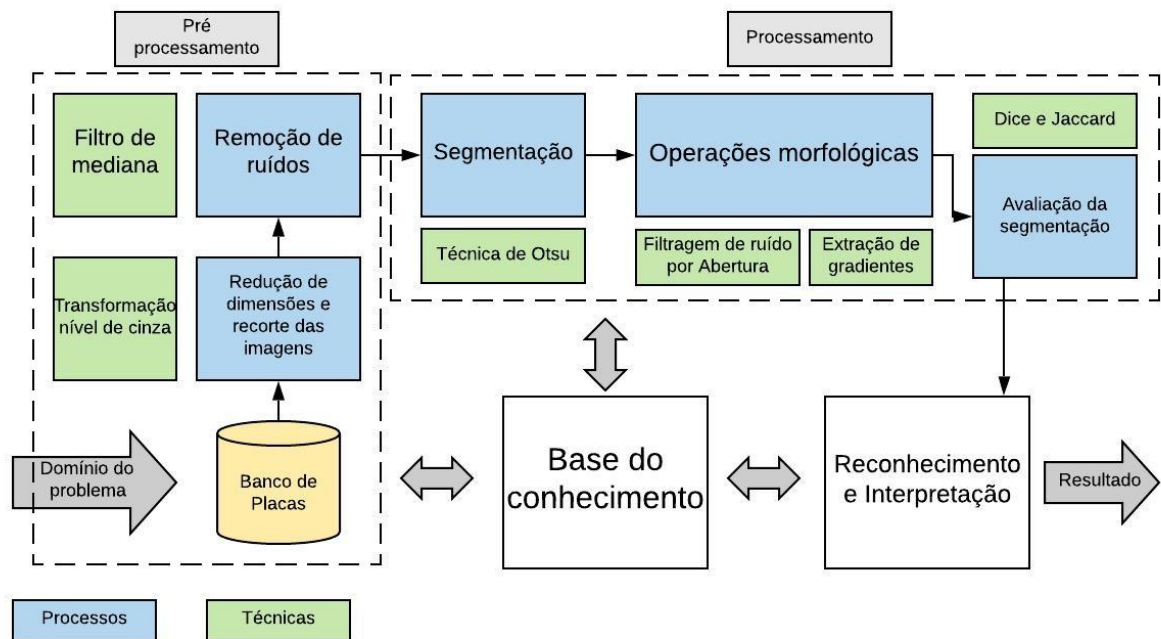 Pré
processamento
Processamento
Filtro de
mediana
Remoção de
ruídos
Segmentação
Operações morfológicas
Dice e Jaccard
Avaliação da
segmentação
Técnica de Otsu
Filtragem de ruído
por Abertura
Extração de
gradientes
Transformação
nível de cinza
Redução de
dimensões e
recorte das
imagens
Domínio do
problema
Banco de
Placas
Base do
conhecimento
Reconhecimento
e Interpretação
Resultado
Processos
Técnicas